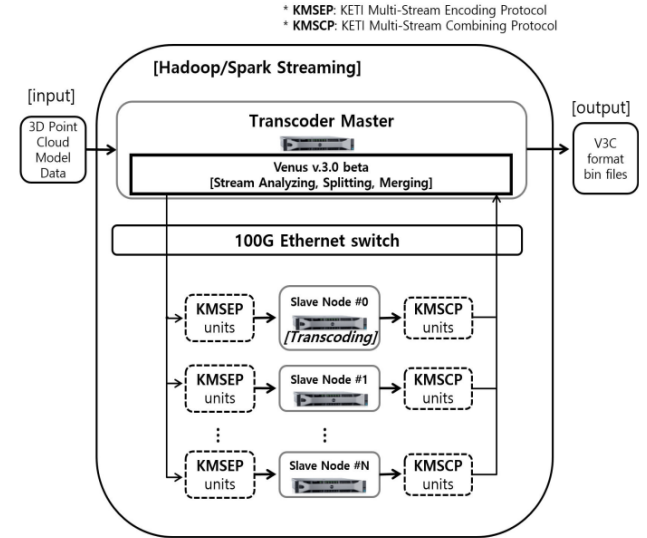 * KMSEP: KETI Multi-Stream Encoding Protocol
* KMSCP: KETI Multi-Stream Combining Protocol
[Hadoop/Spark Streaming]
[input]
3D Point
Cloud
Model
Data
Transcoder Master
Venus v.3.0 beta
[Stream Analyzing, Splitting, Merging]
[output]
V3C
format
bin files
100G Ethernet switch
KMSEP
units
Slave Node #0
[Transcoding]
KMSCP
units
KMSEP
units
Slave Node #1
KMSCP
units
KMSEP
units
Slave Node #N
KMSCP
units